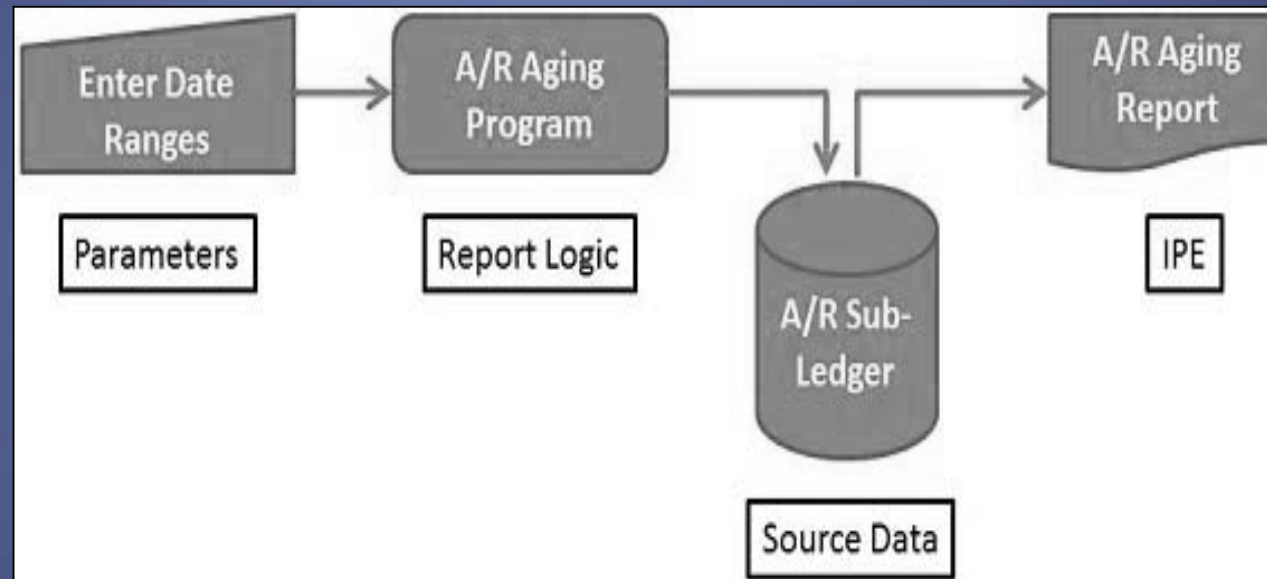 Enter Date
Ranges
A/R Aging
Program
A/R Aging
Report
Parameters
Report Logic
IPE
A/R Sub-
Ledger
Source Data